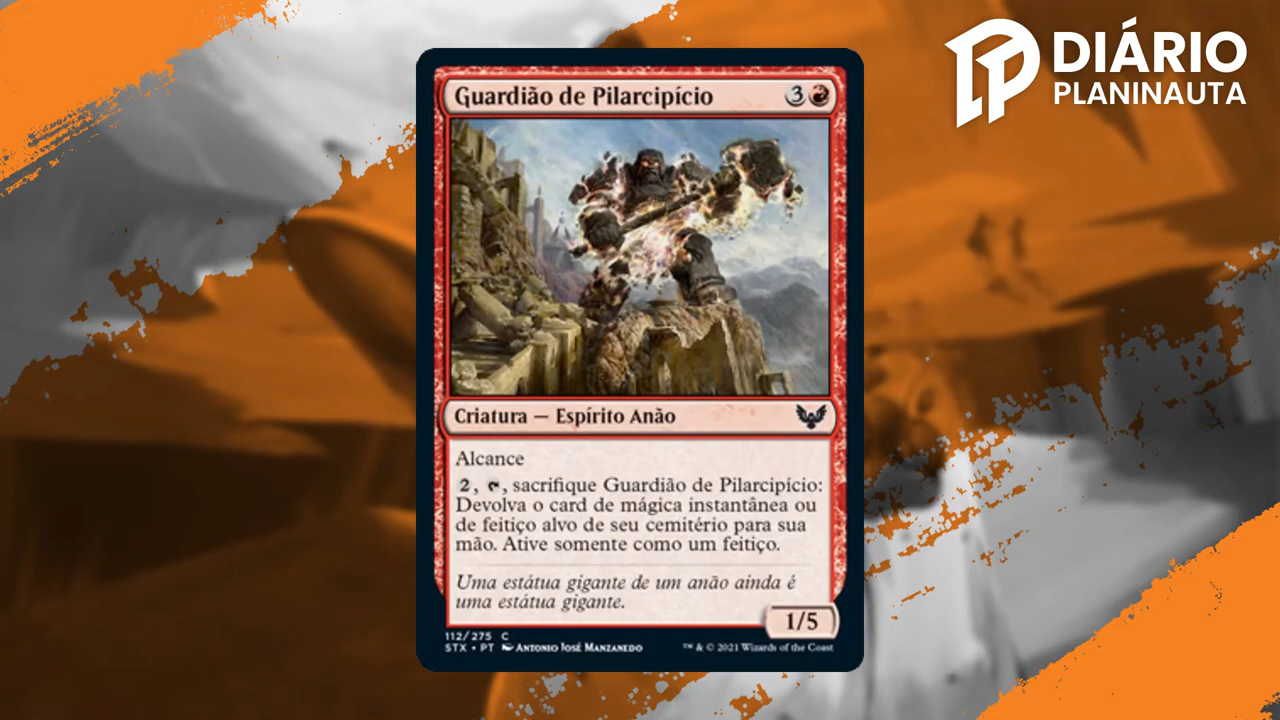 DIÁRIO
PLANINAUTA
Guardião de Pilarcipício 3
Criatura — Espírito Anão
Alcance
2, , sacrifique Guardião de Pilarcipício:
Devolva o card de mágica instantânea ou
de feitiço alvo de seu cemitério para sua
mão. Ative somente como um feitiço.
Uma estátua gigante de um anão ainda é
uma estátua gigante.
1/5
112/275 C
STX • PT Antonio José Manzanedo
™ & © 2021 Wizards of the Coast